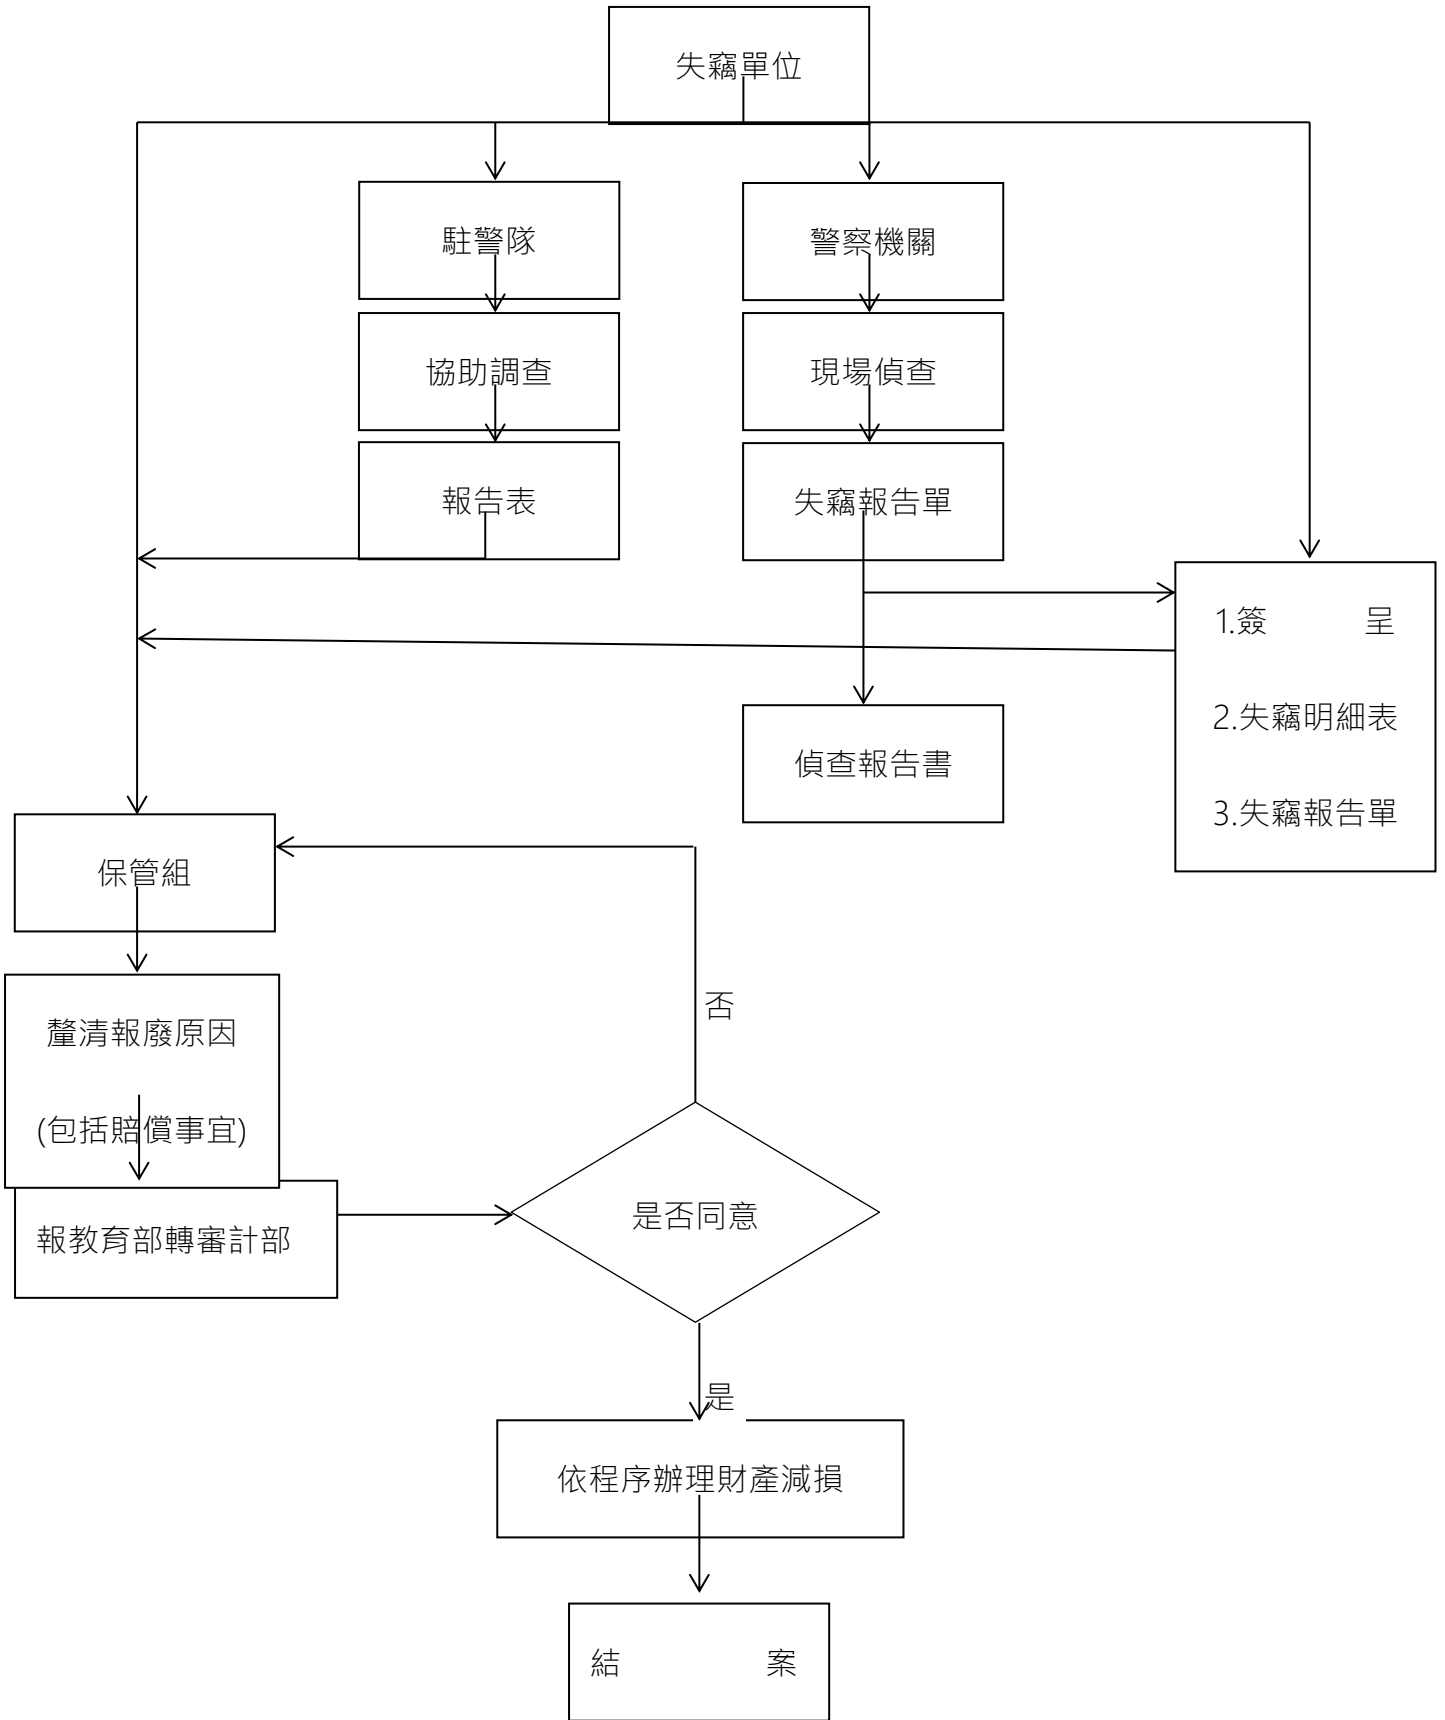 失竊單位
駐警隊
警察機關
協助調查
現場偵查
報告表
失竊報告單
1.簽 呈
2.失竊明細表
3.失竊報告單
偵查報告書
保管組
否
釐清報廢原因
(包括賠償事宜)
是否同意
報教育部轉審計部
是
依程序辦理財產減損
結 案